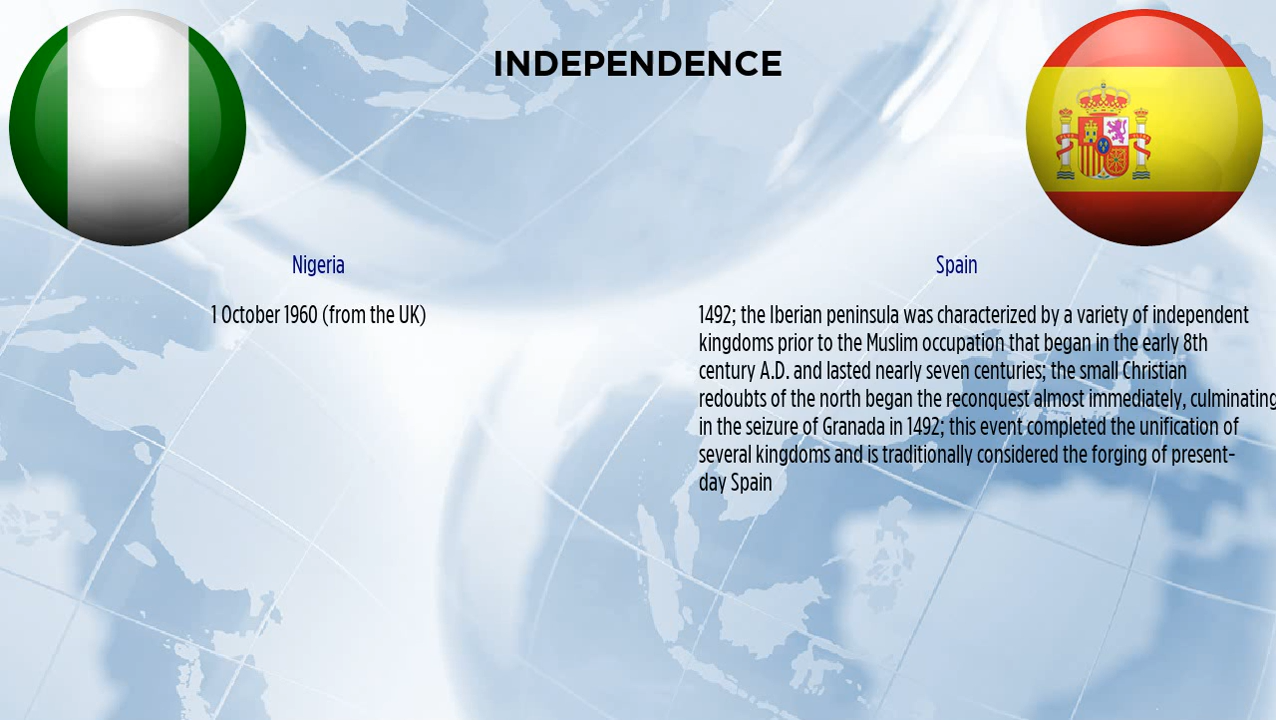 INDEPENDENCE
Nigeria
1 October 1960 (from the UK)
Spain
1492; the Iberian peninsula was characterized by a variety of independent
kingdoms prior to the Muslim occupation that began in the early 8th
century A.D. and lasted nearly seven centuries; the small Christian
redoubts of the north began the reconquest almost immediately, culminating
in the seizure of Granada in 1492; this event completed the unification of
several kingdoms and is traditionally considered the forging of present-
day Spain